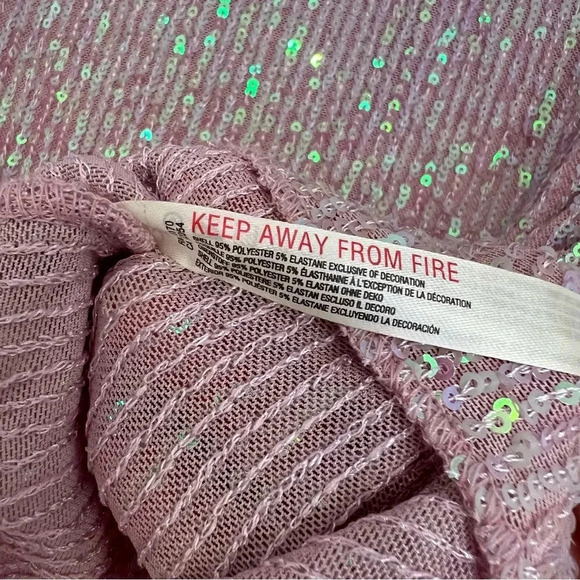 KEEP AWAY FROM FIRE
SHELL 95% POLYESTER 5% ELASTANE EXCLUSIVE OF DECORATION
95% POLYESTER 5% ÉLASTHANNE À L'EXCEPTION DE LA DÉCORATION
95% POLYESTER 5% ELASTAN OHNE DEKO
95% POLIESTERE 5% ELASTAN ESCLUSO IL DECORO
EXTERIOR 95% POLIÉSTER 5% ELASTANO EXCLUYENDO LA DECORACIÓN